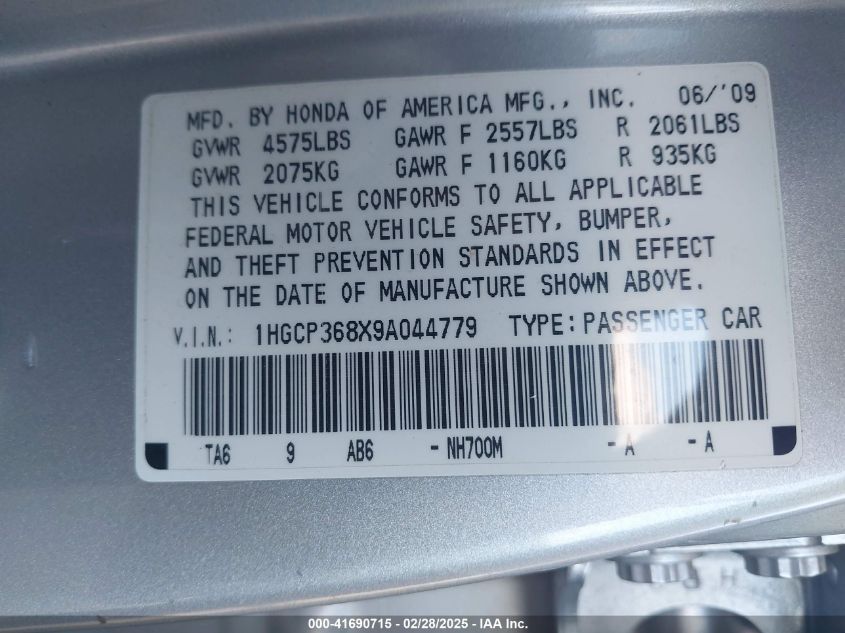 MFD. BY HONDA OF AMERICA MFG., INC. 06/'09
GVWR 4575LBS GAWR F 2557LBS R 2061LBS
GVWR 2075KG GAWR F 1160KG R 935KG
THIS VEHICLE CONFORMS TO ALL APPLICABLE
FEDERAL MOTOR VEHICLE SAFETY, BUMPER,
AND THEFT PREVENTION STANDARDS IN EFFECT
ON THE DATE OF MANUFACTURE SHOWN ABOVE.
V.I.N.: 1HGCP368X9A044779 TYPE: PASSENGER CAR
TA6 9 AB6 - NH700M - A - A
000-41690715 - 02/28/2025 - IAA Inc.